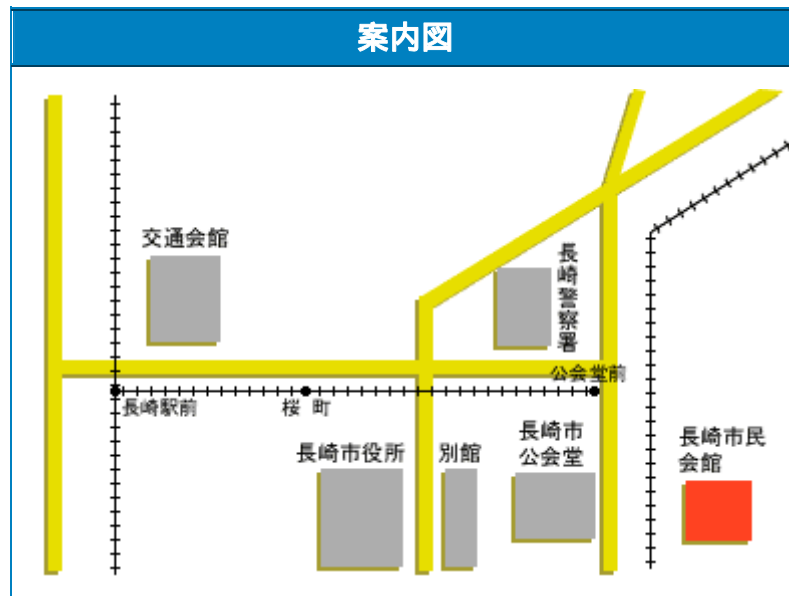 案内図
交通会館
長崎警察署
公会堂前
長崎駅前
桜 町
長崎市役所
別館
長崎市
公会堂
長崎市民
会館